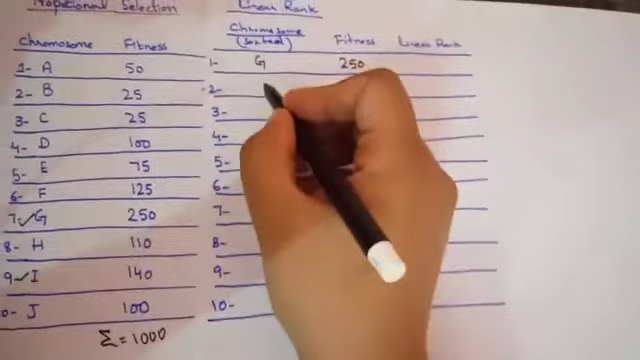 Propotional Selection
Chromosome Fitness
1- A 50
2- B 25
3- C 25
4- D 100
5- E 75
6- F 125
7- G 250
8- H 110
9- I 140
0- J 100
Σ = 1000
Linear Rank
Chromosome (sorted) Fitness Linear Rank
1- G 250
2-
3-
4-
5-
6-
7-
8-
9-
10-